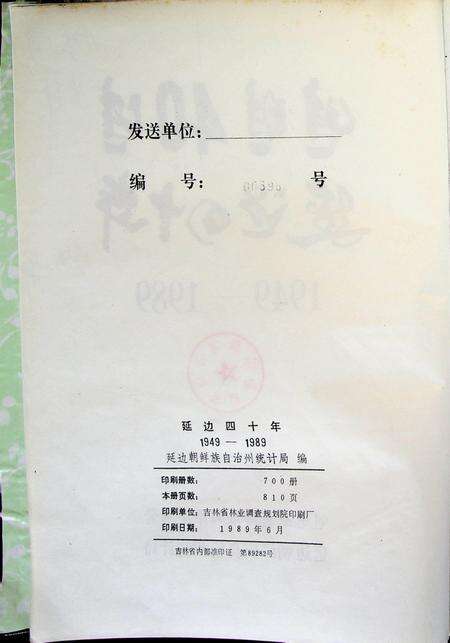 发送单位：
编 号： 号
延边四十年
1949—1989
延边朝鲜族自治州统计局 编
印刷册数： 700册
本册页数： 810页
印刷单位：吉林省林业调查规划院印刷厂
印刷日期： 1989年6月
吉林省内部准印证 第89282号